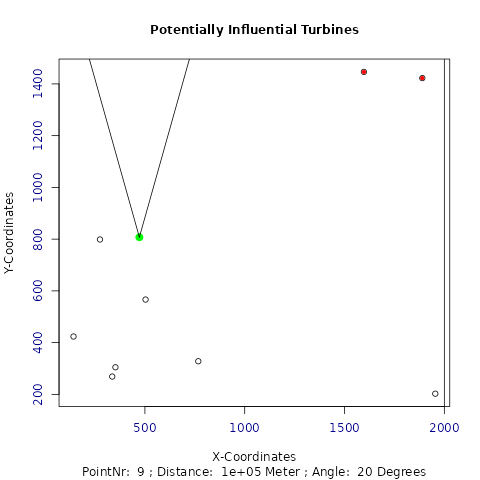 Potentially Influential Turbines
1400
1200
1000
800
600
400
200
Y-Coordinates
500 1000 1500 2000
X-Coordinates
PointNr: 9 ; Distance: 1e+05 Meter ; Angle: 20 Degrees